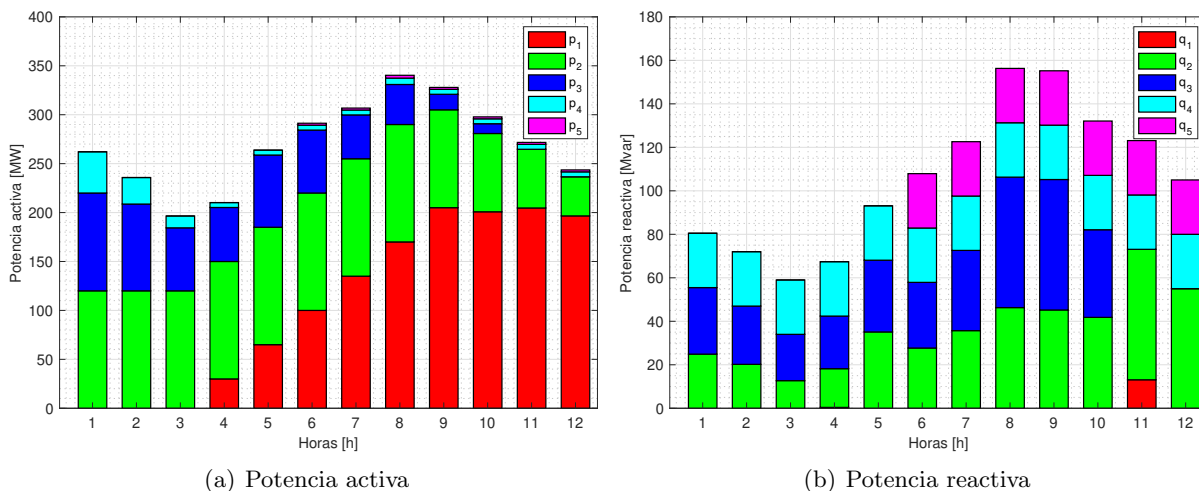 400
350
300
250
200
150
100
50
0
Potencia activa [MW]
1 2 3 4 5 6 7 8 9 10 11 12
Horas [h]
p1
p2
p3
p4
p5
(a) Potencia activa
180
160
140
120
100
80
60
40
20
0
Potencia reactiva [Mvar]
1 2 3 4 5 6 7 8 9 10 11 12
Horas [h]
q1
q2
q3
q4
q5
(b) Potencia reactiva